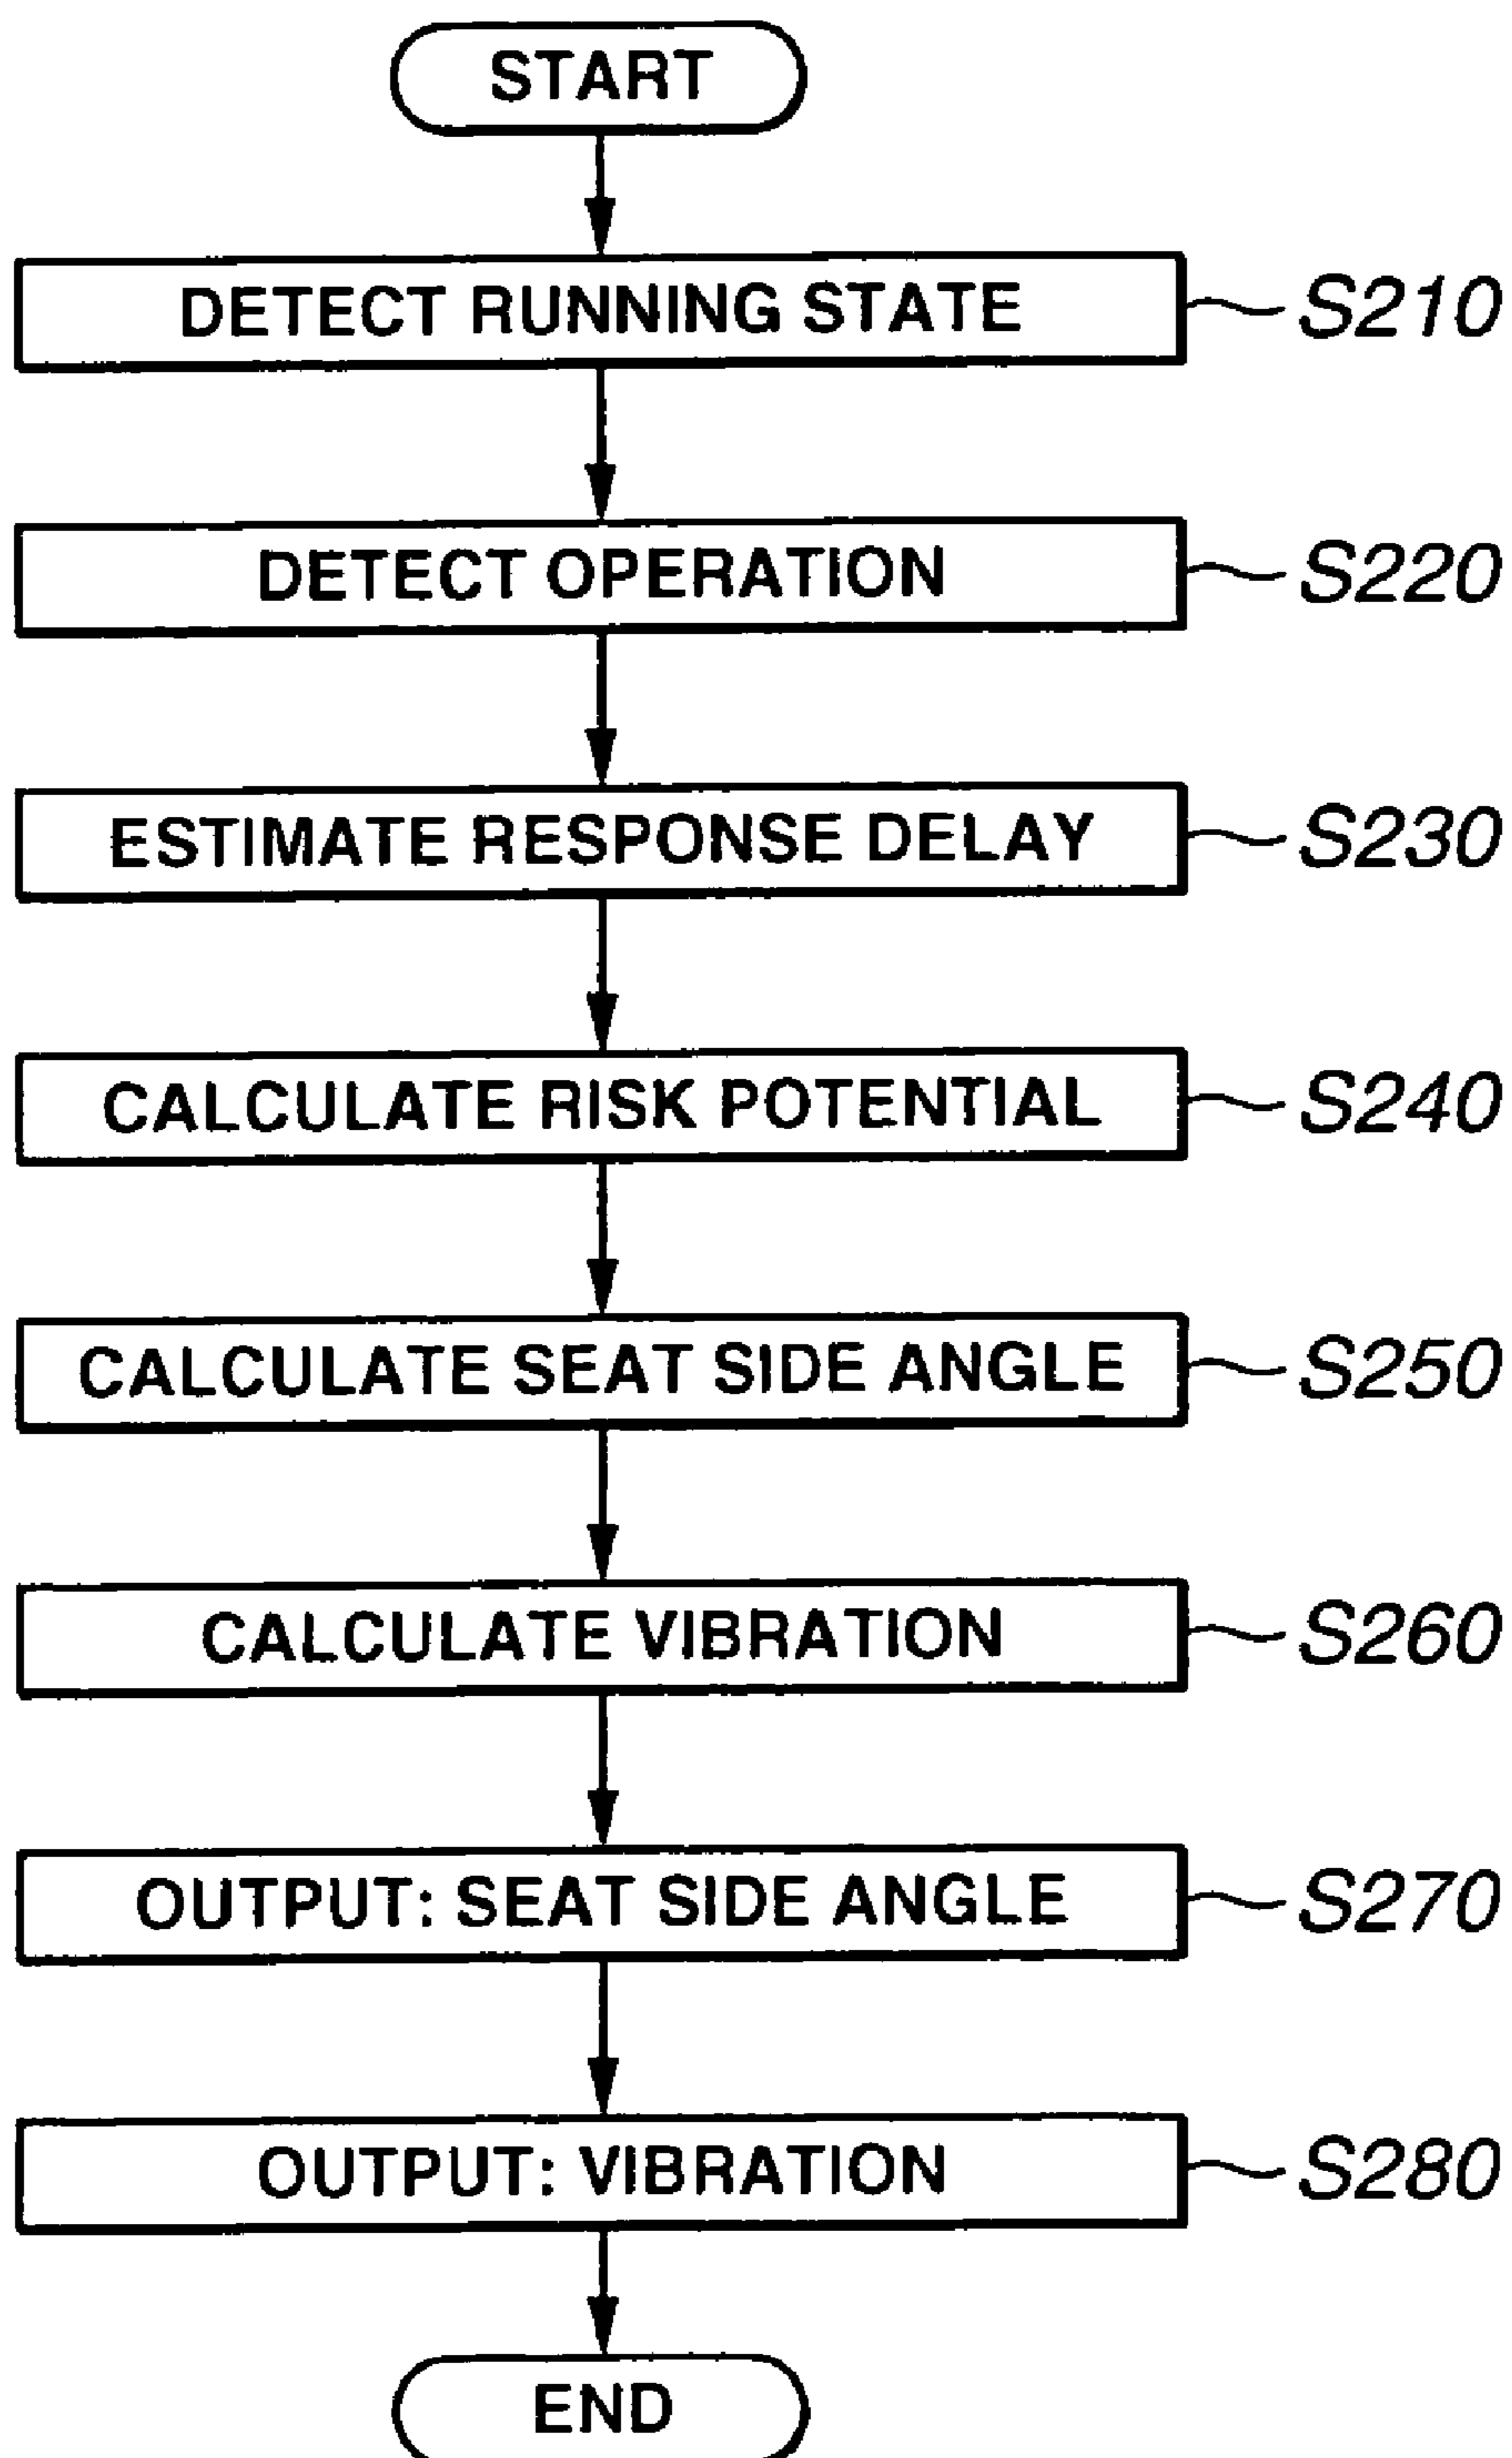 START
DETECT RUNNING STATE
S210
DETECT OPERATION
S220
ESTIMATE RESPONSE DELAY
S230
CALCULATE RISK POTENTIAL
S240
CALCULATE SEAT SIDE ANGLE
S250
CALCULATE VIBRATION
S260
OUTPUT: SEAT SIDE ANGLE
S270
OUTPUT: VIBRATION
S280
END